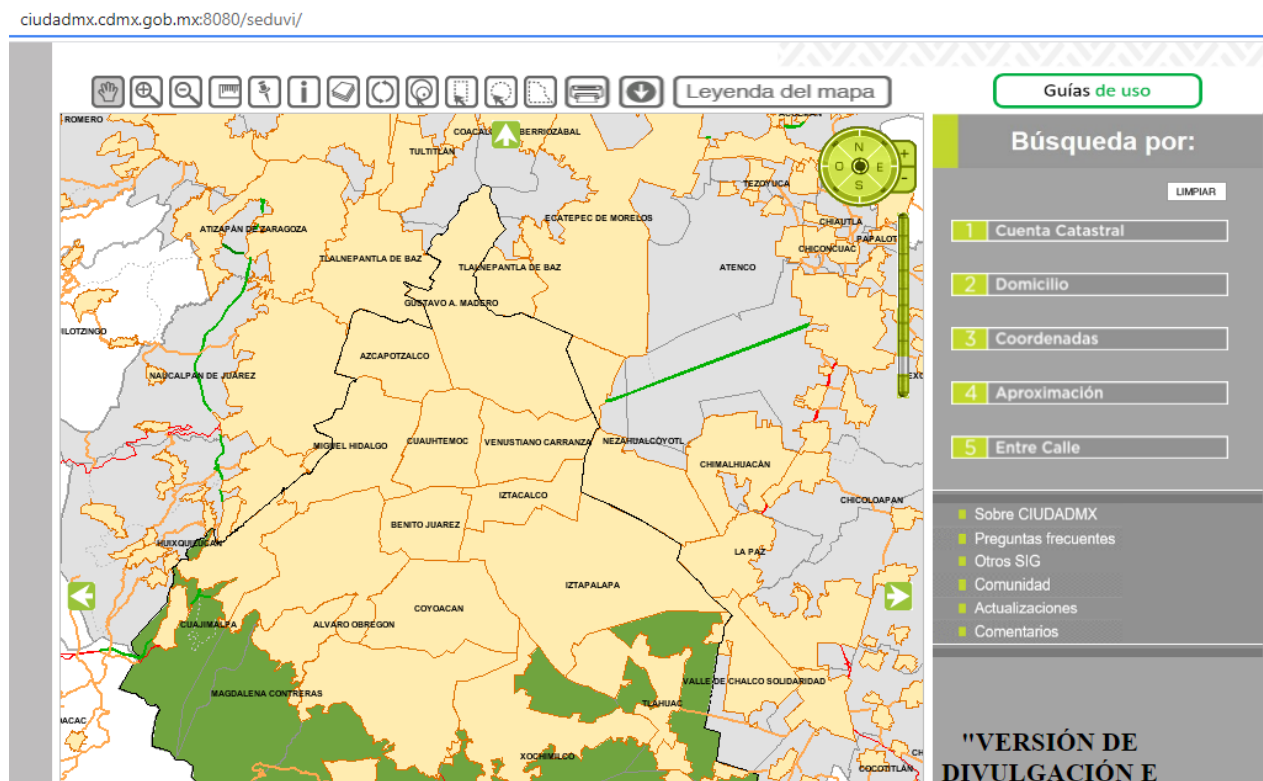 ciudadmx.cdmx.gob.mx:8080/seduvi/
Leyenda del mapa
Guías de uso
Búsqueda por:
LIMPIAR
1 Cuenta Catastral
2 Domicilio
3 Coordenadas
4 Aproximación
5 Entre Calle
Sobre CIUDADMX
Preguntas frecuentes
Otros SIG
Comunidad
Actualizaciones
Comentarios
"VERSIÓN DE
DIVULGACIÓN E
ROMERO
TULTITLÁN
BERRIOZÁBAL
N
O
E
S
+
-
TEZOYUCA
ECATEPEC DE MORELOS
CHIAUTLA
ATIZAPÁN DE ZARAGOZA
PAPALOT
CHICONCUAC
TLALNEPANTLA DE BAZ
TLALNEPANTLA DE BAZ
ATENCO
GUSTAVO A. MADERO
ILOTZINGO
AZCAPOTZALCO
NAUCALPAN DE JUÁREZ
MIGUEL HIDALGO
CUAUHTEMOC
VENUSTIANO CARRANZA
NEZAHUALCÓYOTL
CHIMALHUACÁN
IZTACALCO
CHICOLOAPAN
BENITO JUAREZ
HUIXQUILUCAN
LA PAZ
IZTAPALAPA
COYOACAN
CUAJIMALPA
ALVARO OBREGON
VALLE DE CHALCO SOLIDARIDAD
MAGDALENA CONTRERAS
TLAHUAC
XOCHIMILCO
COCOTITLÁN